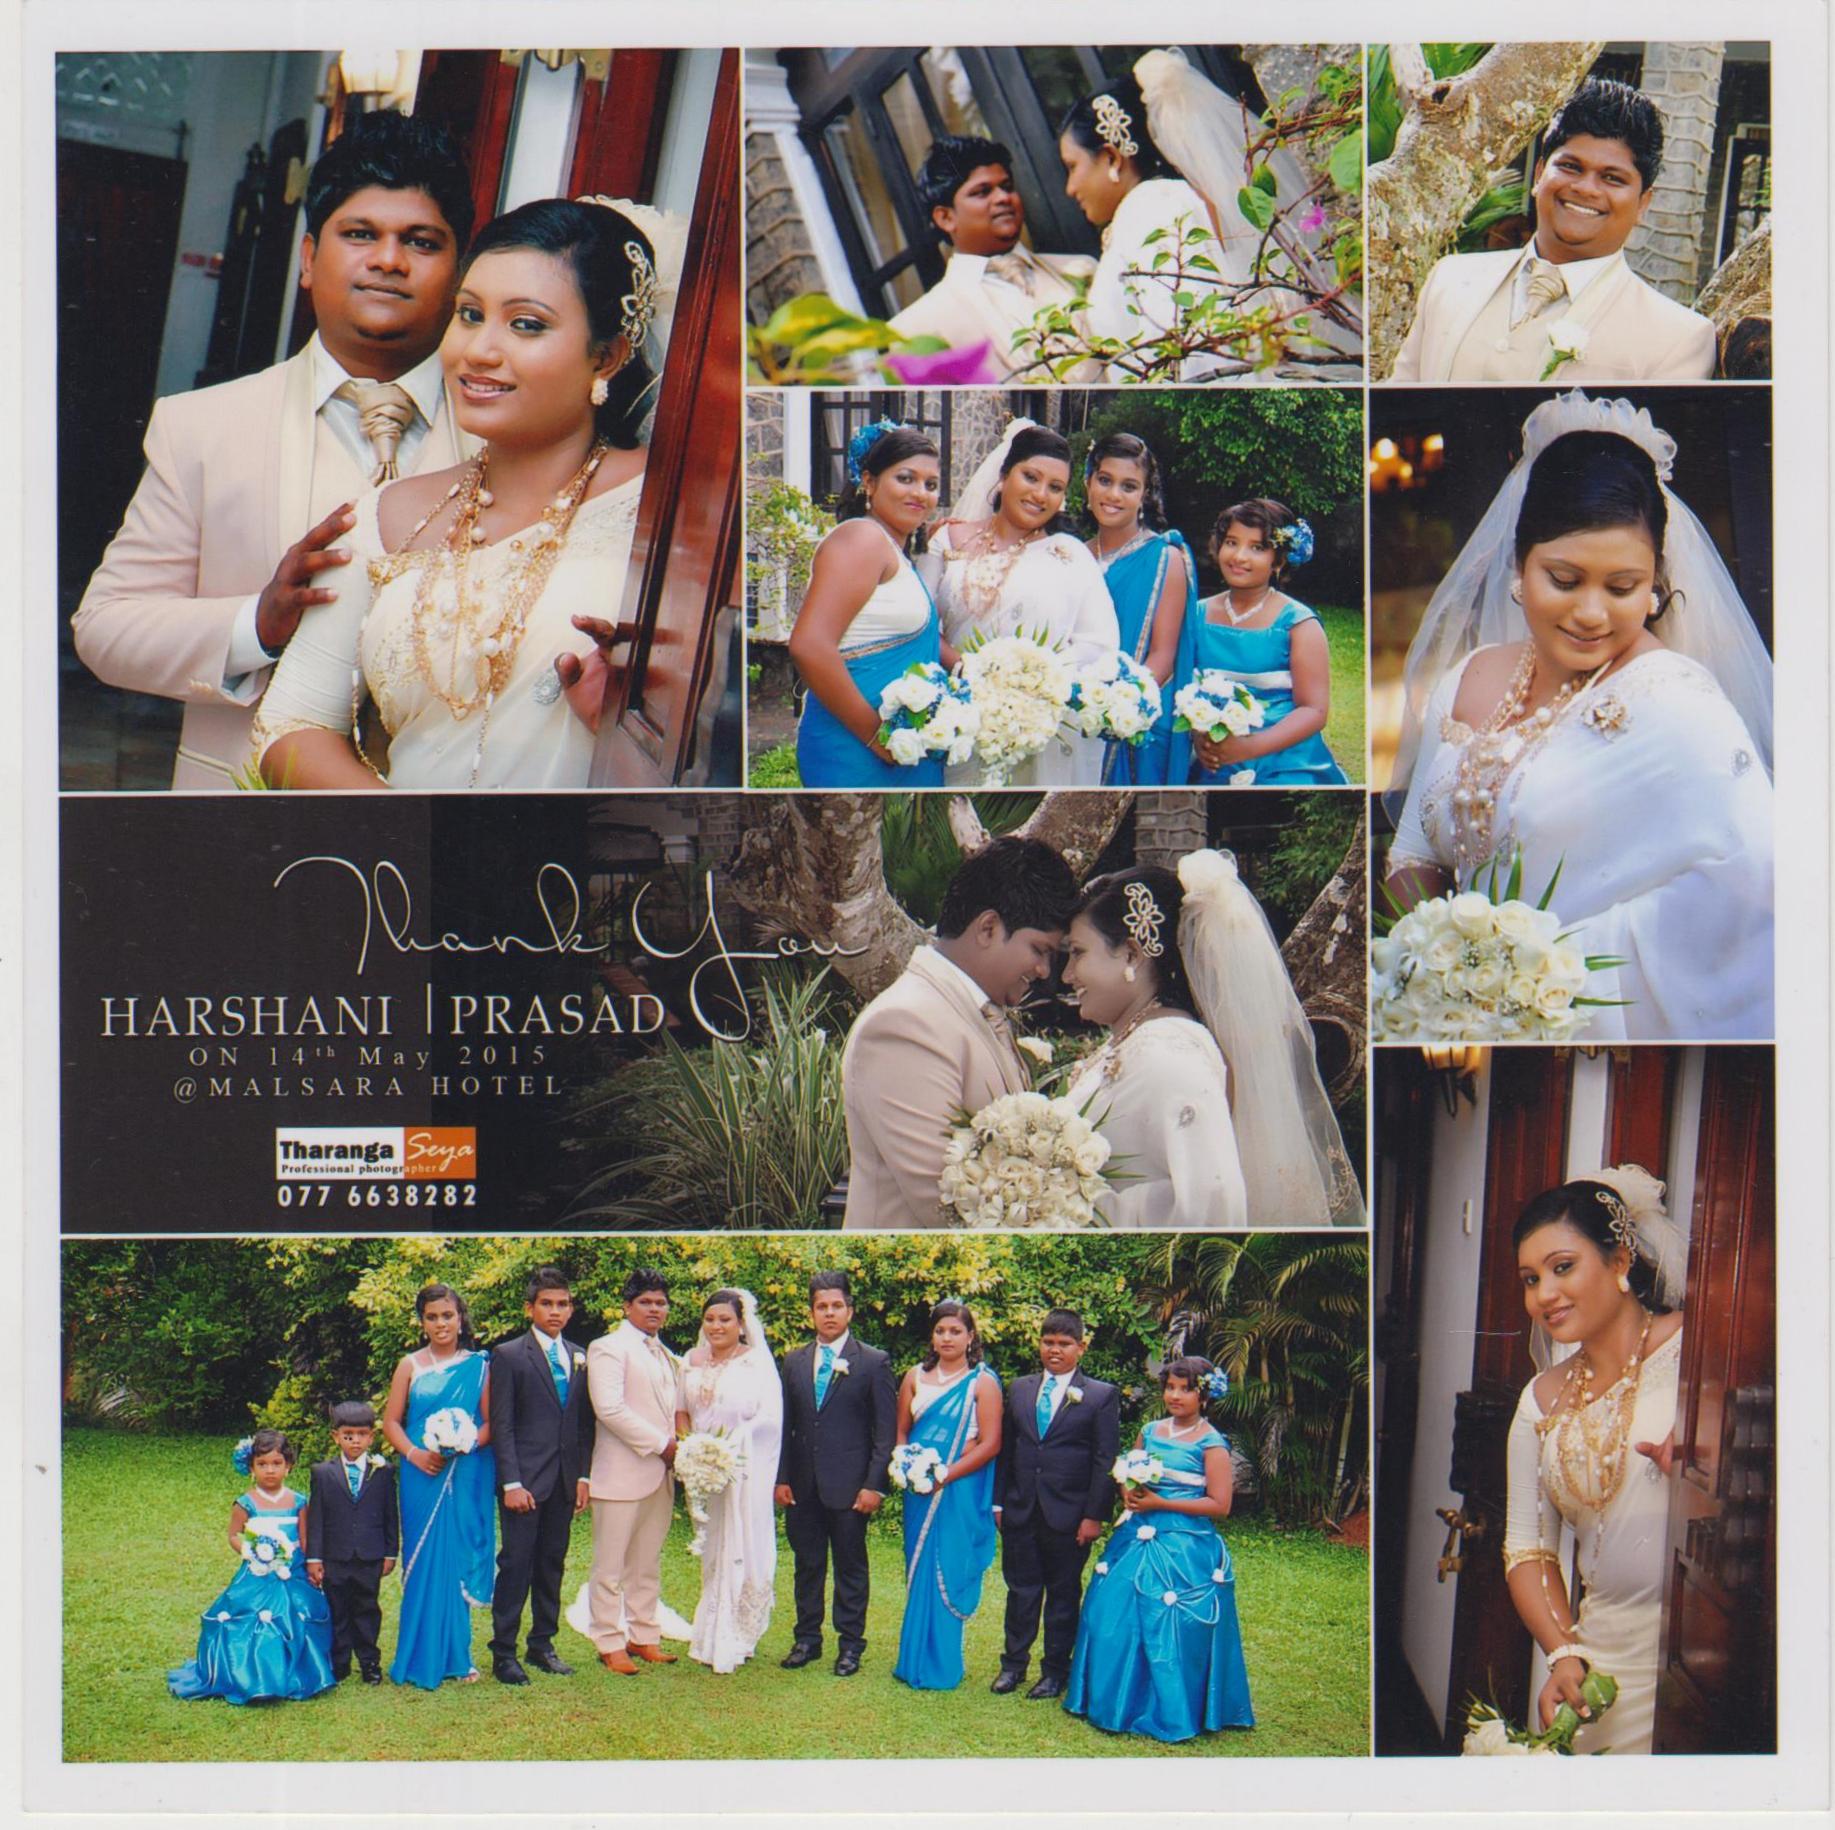 Thank You
HARSHANI | PRASAD
ON 14th May 2015
@MALSARA HOTEL
Tharanga Seya
Professional photographer
077 6638282